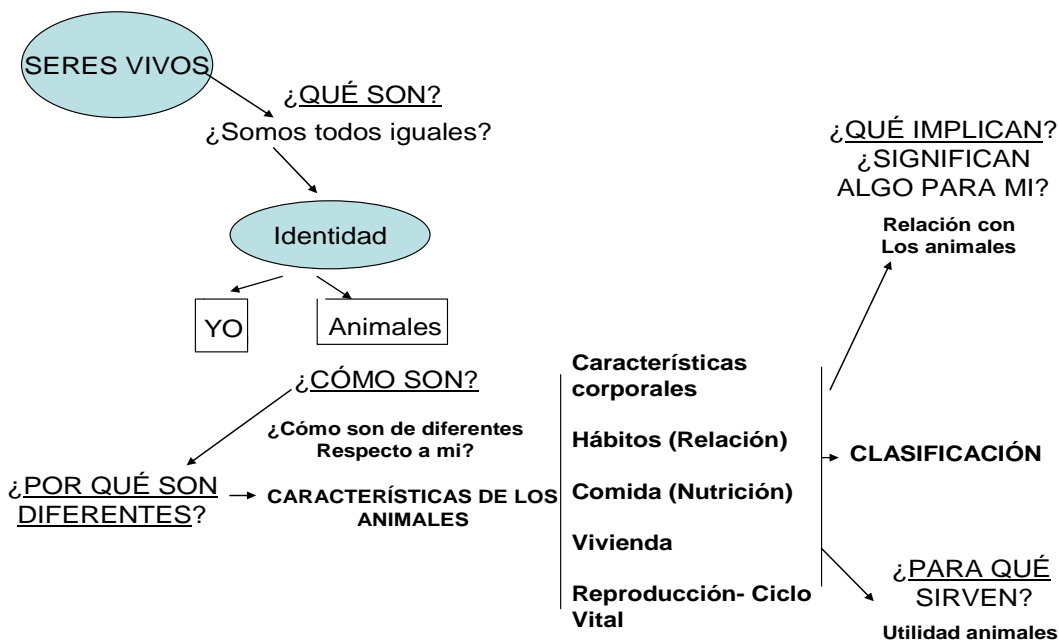 SERES VIVOS
¿QUÉ SON?
¿Somos todos iguales?
Identidad
YO
Animales
¿CÓMO SON?
¿Cómo son de diferentes
Respecto a mi?
¿POR QUÉ SON
DIFERENTES?
CARACTERÍSTICAS DE LOS
ANIMALES
Características
corporales
Hábitos (Relación)
Comida (Nutrición)
Vivienda
Reproducción- Ciclo
Vital
¿QUÉ IMPLICAN?
¿SIGNIFICAN
ALGO PARA MI?
Relación con
Los animales
CLASIFICACIÓN
¿PARA QUÉ
SIRVEN?
Utilidad animales